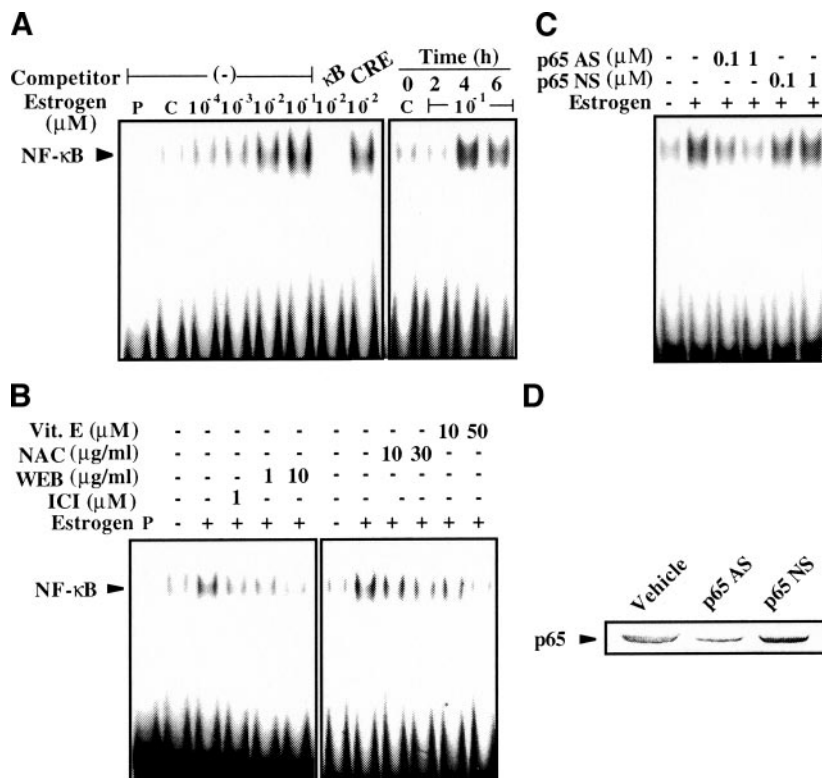 A
Competitor (-) κB CRE Time (h)
0 2 4 6
Estrogen P C 10-4 10-3 10-2 10-1 10-2 10-2 C 10-1
(μM)
NF-κB
C
p65 AS (μM) - - 0.1 1 - -
p65 NS (μM) - - - - 0.1 1
Estrogen - + + + + +
B
Vit. E (μM) - - - - - - - - - 10 50
NAC (μg/ml) - - - - - - - 10 30 - -
WEB (μg/ml) - - - 1 10 - - - - - -
ICI (μM) - - 1 - - - - - - - -
Estrogen P - + + + + - + + + + +
NF-κB
D
Vehicle p65 AS p65 NS
p65